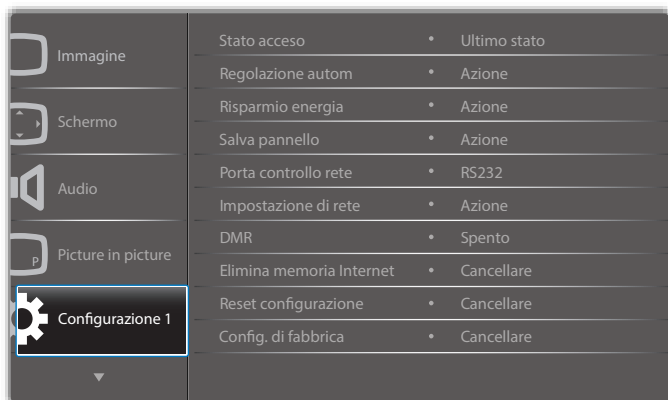 Immagine
Schermo
Audio
P
Picture in picture
Configurazione 1
Stato acceso • Ultimo stato
Regolazione autom • Azione
Risparmio energia • Azione
Salva pannello • Azione
Porta controllo rete • RS232
Impostazione di rete • Azione
DMR • Spento
Elimina memoria Internet • Cancellare
Reset configurazione • Cancellare
Config. di fabbrica • Cancellare